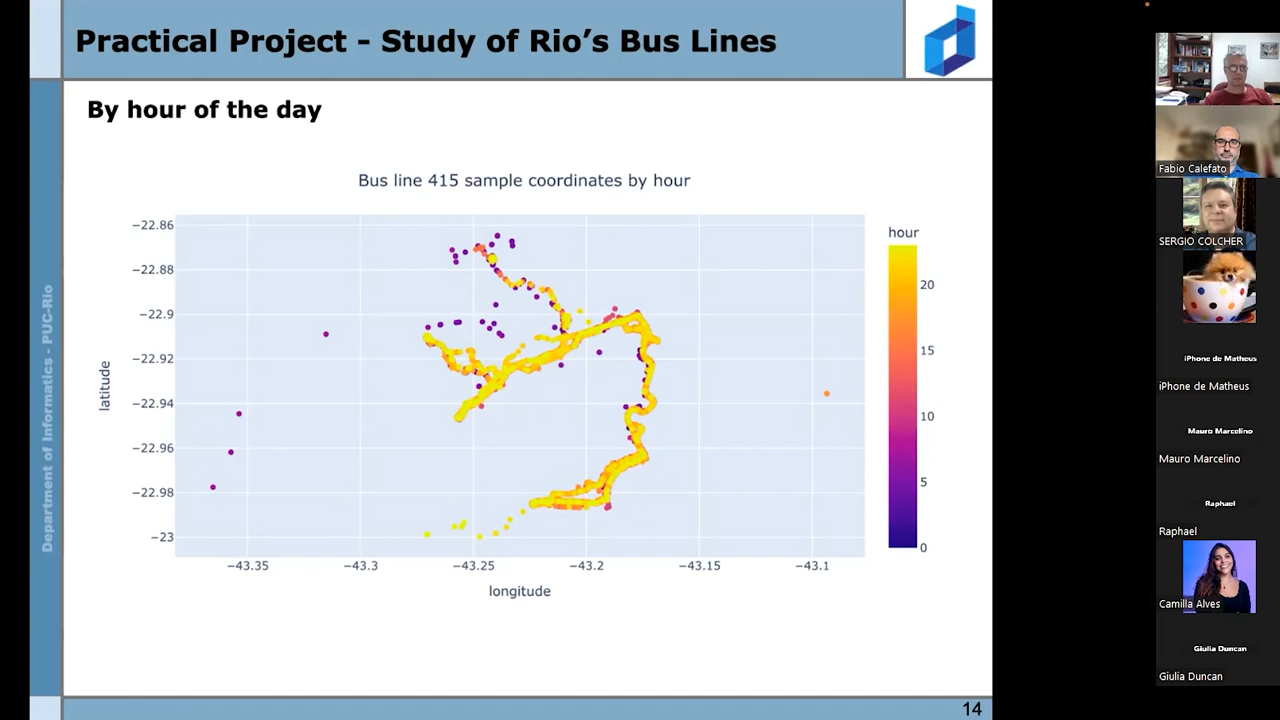 Practical Project - Study of Rio's Bus Lines
By hour of the day
Department of Informatics - PUC-Rio
Bus line 415 sample coordinates by hour
latitude
−22.86
−22.88
−22.9
−22.92
−22.94
−22.96
−22.98
−23
−43.35
−43.3
−43.25
−43.2
−43.15
−43.1
longitude
hour
20
15
10
5
0
14
Fabio Calefato
SERGIO COLCHER
iPhone de Matheus
iPhone de Matheus
Mauro Marcelino
Mauro Marcelino
Raphael
Raphael
Camilla Alves
Giulia Duncan
Giulia Duncan